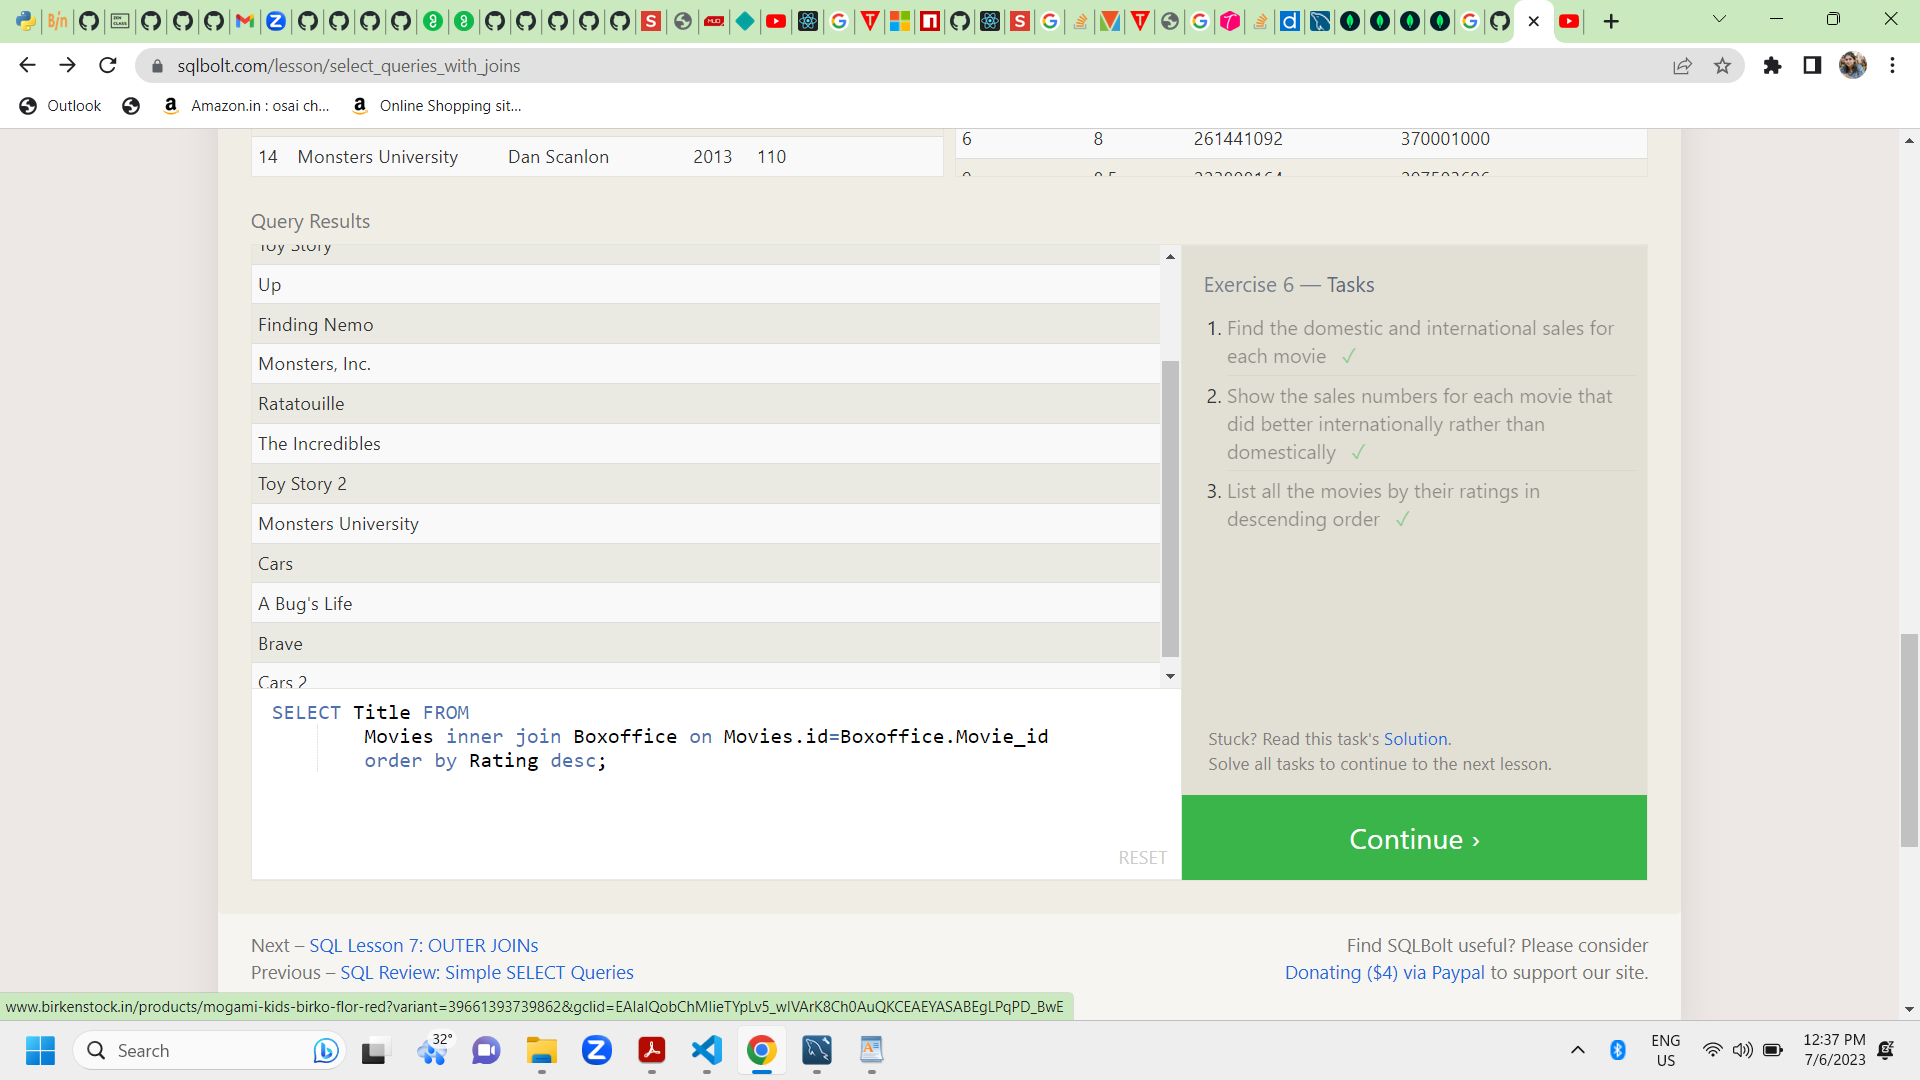 sqlbolt.com/lesson/select_queries_with_joins
Outlook
Amazon.in : osai ch...
Online Shopping sit...
14 Monsters University Dan Scanlon 2013 110
6 8 261441092 370001000
Query Results
Toy Story
Up
Finding Nemo
Monsters, Inc.
Ratatouille
The Incredibles
Toy Story 2
Monsters University
Cars
A Bug's Life
Brave
Cars 2
SELECT Title FROM
Movies inner join Boxoffice on Movies.id=Boxoffice.Movie_id
order by Rating desc;
RESET
Exercise 6 — Tasks
1. Find the domestic and international sales for
each movie ✓
2. Show the sales numbers for each movie that
did better internationally rather than
domestically ✓
3. List all the movies by their ratings in
descending order ✓
Stuck? Read this task's Solution.
Solve all tasks to continue to the next lesson.
Continue ›
Next – SQL Lesson 7: OUTER JOINs
Previous – SQL Review: Simple SELECT Queries
Find SQLBolt useful? Please consider
Donating ($4) via Paypal to support our site.
www.birkenstock.in/products/mogami-kids-birko-flor-red?variant=39661393739862&gclid=EAIaIQobChMIieTYpLv5_wIVArK8Ch0AuQKCEAEYASABEgLPqPD_BwE
Search
32°
ENG
US
12:37 PM
7/6/2023